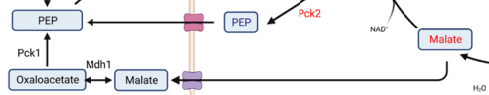 PEP
PEP
Pck2
NAD⁺
Malate
Pck1
Mdh1
Oxaloacetate
Malate
H₂O